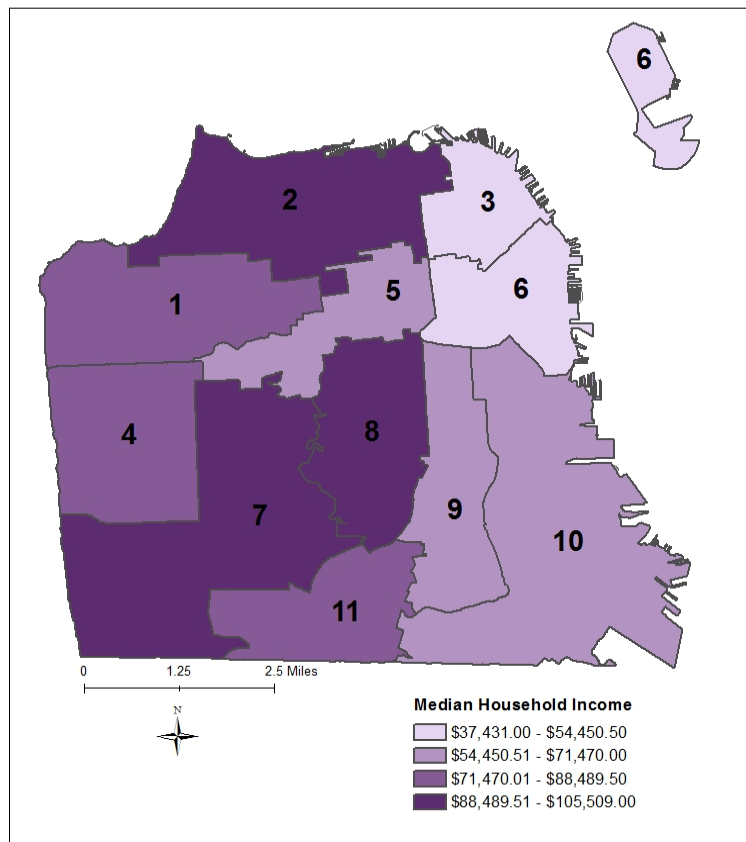 6
2
3
6
5
1
8
4
7
9
10
11
0 1.25 2.5 Miles
N
Median Household Income
$37,431.00 - $54,450.50
$54,450.51 - $71,470.00
$71,470.01 - $88,489.50
$88,489.51 - $105,509.00